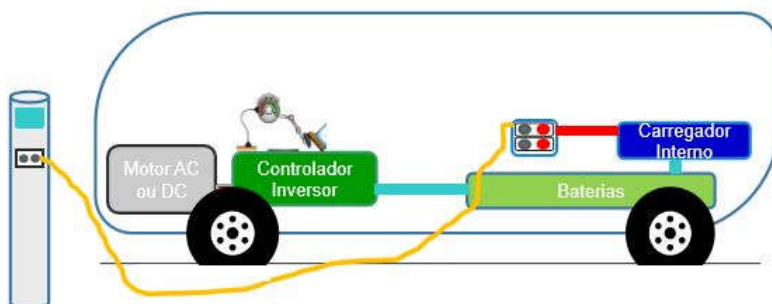 Motor AC
ou DC
Controlador
Inversor
Carregador
Interno
Baterias